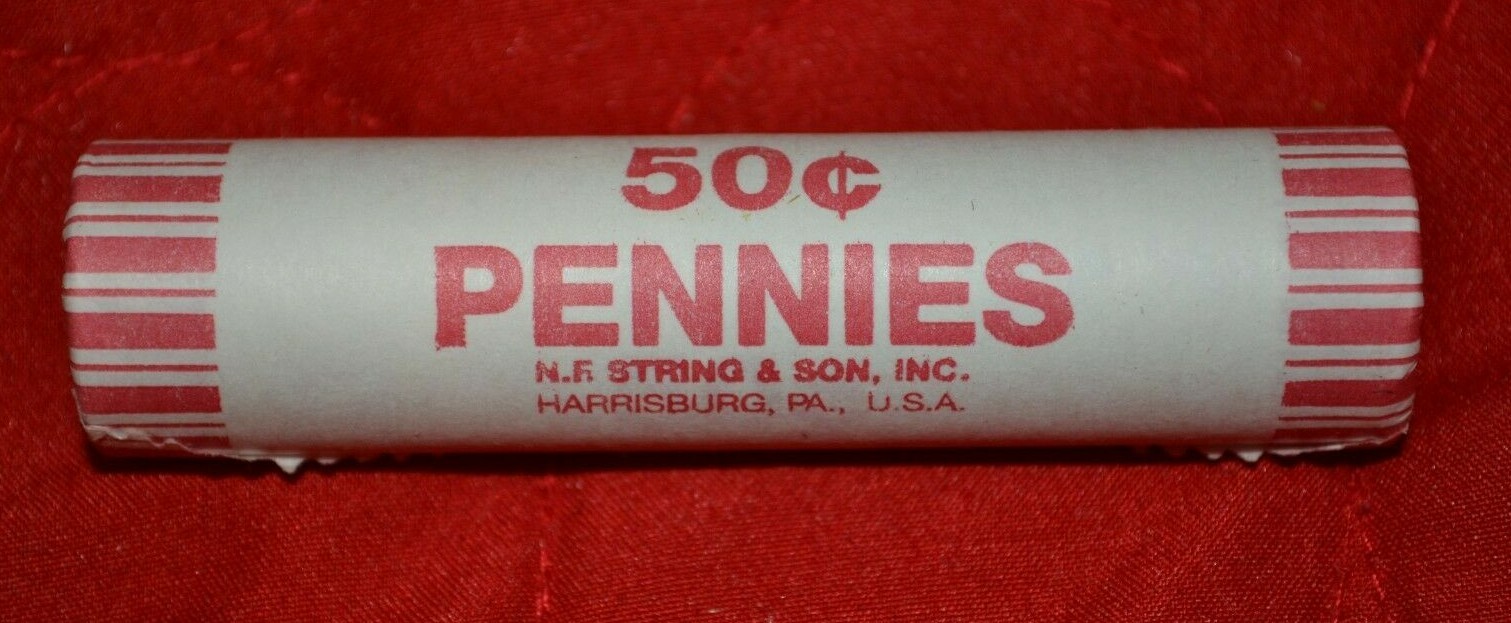 50¢
PENNIES
N.F. STRING & SON, INC.
HARRISBURG, PA., U.S.A.